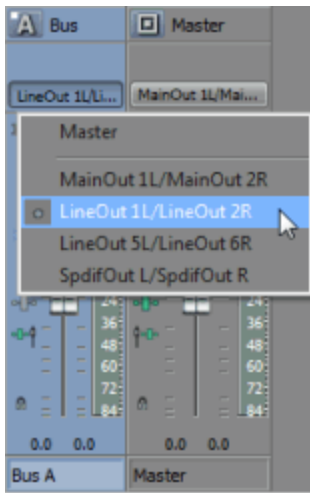 A Bus
Master
LineOut 1L/Li...
MainOut 1L/Mai...
Master
MainOut 1L/MainOut 2R
LineOut 1L/LineOut 2R
LineOut 5L/LineOut 6R
SpdifOut L/SpdifOut R
24 24
36 36
48 48
60 60
72 72
84 84
0.0 0.0 0.0 0.0
Bus A
Master